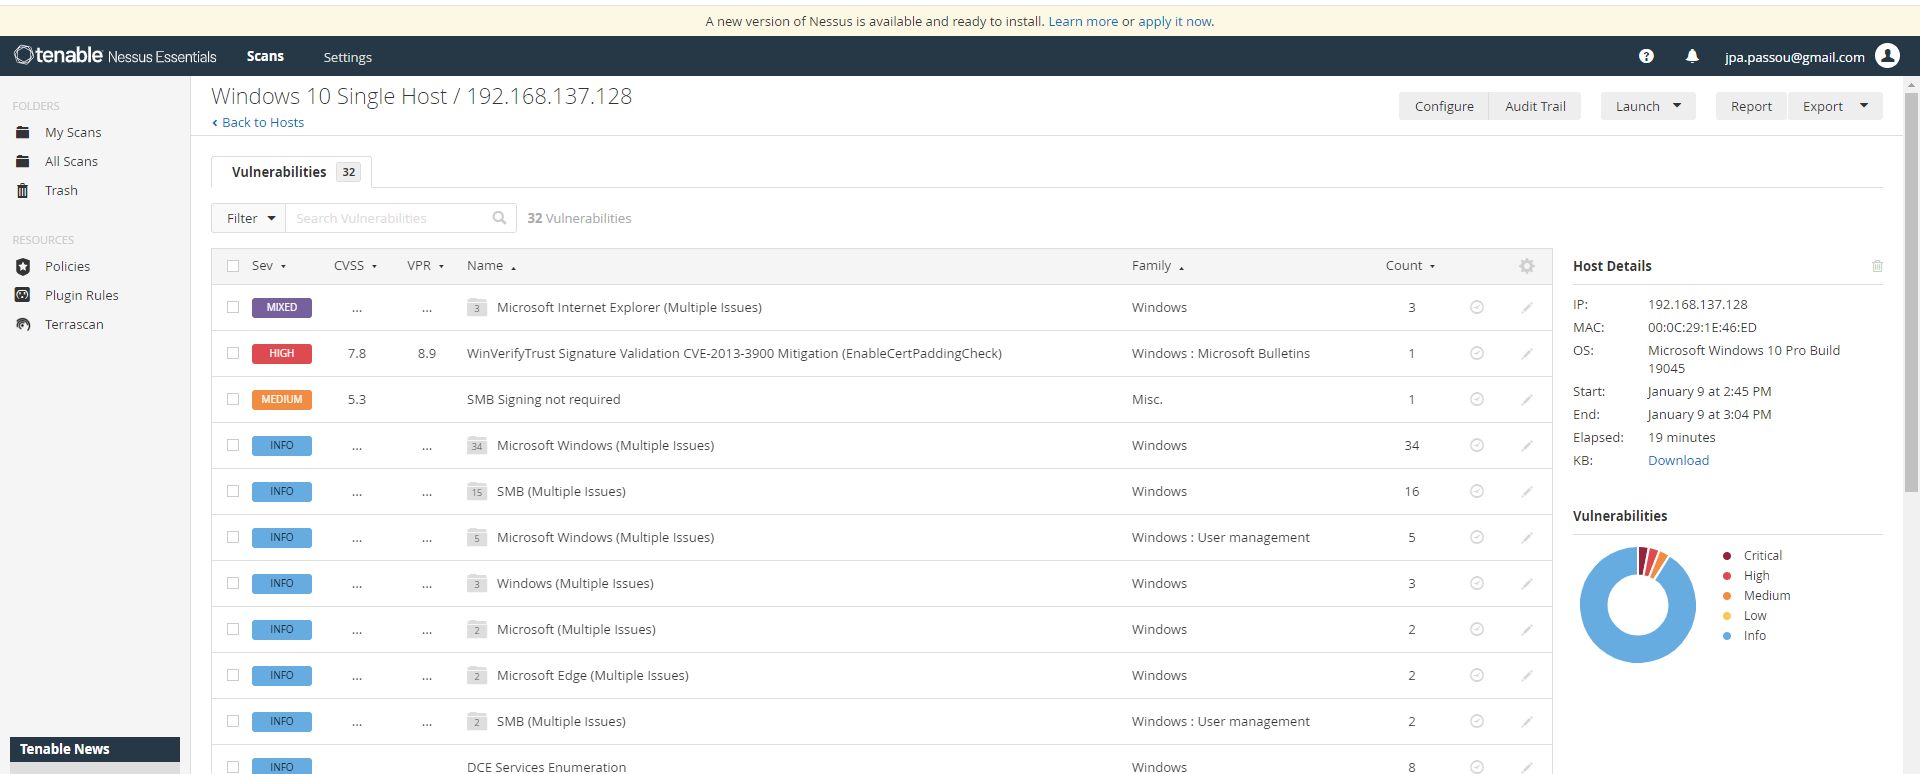 A new version of Nessus is available and ready to install. Learn more or apply it now.
tenable Nessus Essentials Scans Settings jpa.passou@gmail.com
Windows 10 Single Host / 192.168.137.128
Back to Hosts
Configure Audit Trail Launch Report Export
FOLDERS
My Scans
All Scans
Trash
RESOURCES
Policies
Plugin Rules
Terrascan
Tenable News
Vulnerabilities 32
Filter Search Vulnerabilities 32 Vulnerabilities
Sev CVSS VPR Name Family Count
MIXED ... ... 3 Microsoft Internet Explorer (Multiple Issues) Windows 3
HIGH 7.8 8.9 WinVerifyTrust Signature Validation CVE-2013-3900 Mitigation (EnableCertPaddingCheck) Windows : Microsoft Bulletins 1
MEDIUM 5.3 SMB Signing not required Misc. 1
INFO ... ... 34 Microsoft Windows (Multiple Issues) Windows 34
INFO ... ... 15 SMB (Multiple Issues) Windows 16
INFO ... ... 5 Microsoft Windows (Multiple Issues) Windows : User management 5
INFO ... ... 3 Windows (Multiple Issues) Windows 3
INFO ... ... 2 Microsoft (Multiple Issues) Windows 2
INFO ... ... 2 Microsoft Edge (Multiple Issues) Windows 2
INFO ... ... 2 SMB (Multiple Issues) Windows : User management 2
INFO DCE Services Enumeration Windows 8
Host Details
IP: 192.168.137.128
MAC: 00:0C:29:1E:46:ED
OS: Microsoft Windows 10 Pro Build
19045
Start: January 9 at 2:45 PM
End: January 9 at 3:04 PM
Elapsed: 19 minutes
KB: Download
Vulnerabilities
Critical
High
Medium
Low
Info